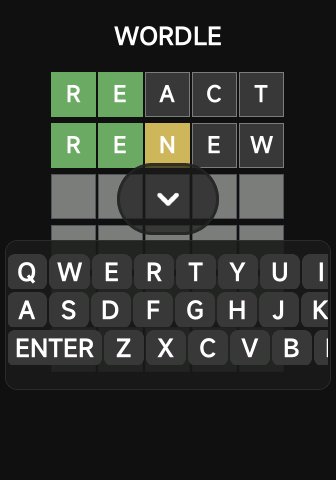 WORDLE
R E A C T
R E N E W
Q W E R T Y U I
A S D F G H J K
ENTER Z X C V B